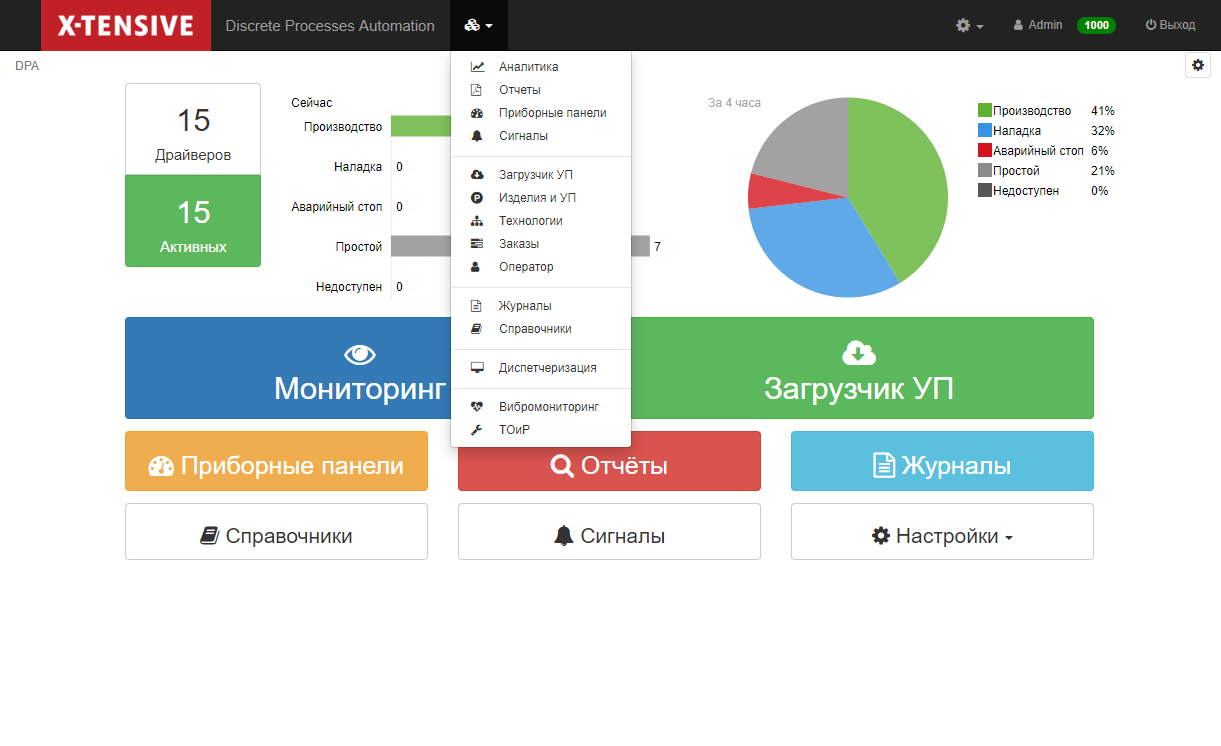 X-TENSIVE Discrete Processes Automation Admin 1000 Выход
DPA
15
Драйверов
15
Активных
Сейчас
Производство
Наладка 0
Аварийный стоп 0
Простой 7
Недоступен 0
Аналитика
Отчеты
Приборные панели
Сигналы
Загрузчик УП
Изделия и УП
Технологии
Заказы
Оператор
Журналы
Справочники
Диспетчеризация
Вибромониторинг
ТОиР
За 4 часа
Производство 41%
Наладка 32%
Аварийный стоп 6%
Простой 21%
Недоступен 0%
Мониторинг
Загрузчик УП
Приборные панели
Отчёты
Журналы
Справочники
Сигналы
Настройки